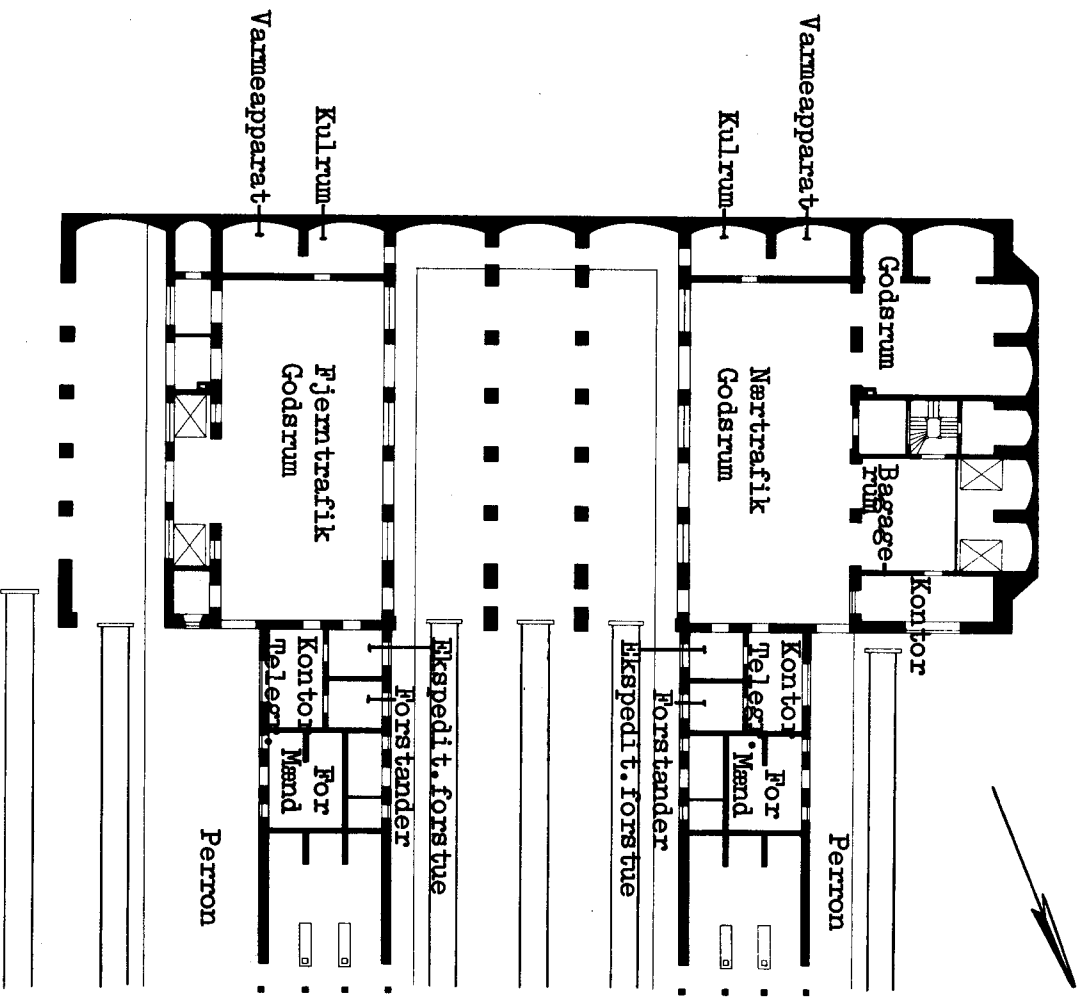 Varmeapparat
Kulrum
Godsrum
Nærtrafik
Godsrum
Bagage-
rum
Kontor
Kontor
Telegr.
Ekspedit.forstue
Forstander
For
Mænd
Perron
Varmeapparat
Kulrum
Fjerntrafik
Godsrum
Ekspedit.forstue
Forstander
Kontor
Telegr.
For
Mænd
Perron